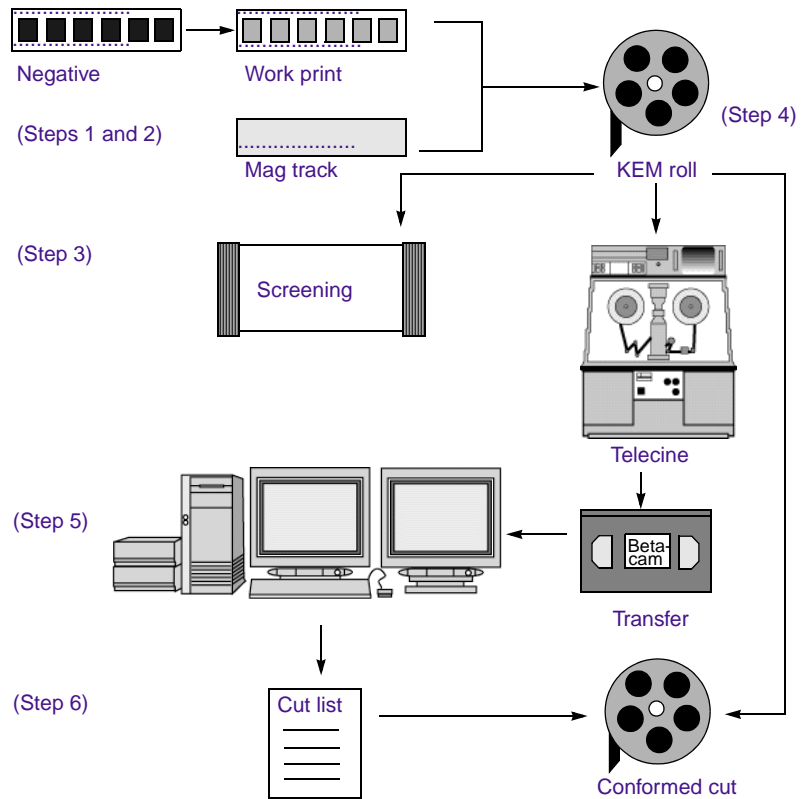 Negative
Work print
(Steps 1 and 2)
Mag track
(Step 4)
KEM roll
(Step 3)
Screening
Telecine
(Step 5)
Beta-
cam
Transfer
(Step 6)
Cut list
Conformed cut